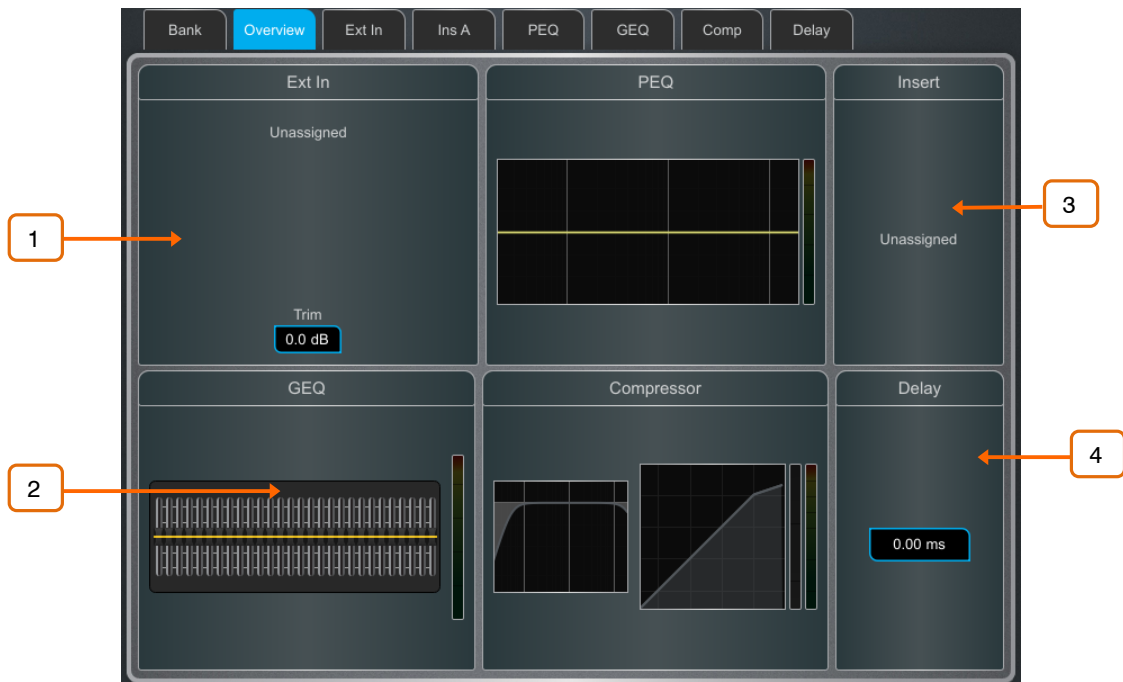 Bank
Overview
Ext In
Ins A
PEQ
GEQ
Comp
Delay
Ext In
PEQ
Insert
Unassigned
3
1
Unassigned
Trim
0.0 dB
GEQ
Compressor
Delay
4
2
0.00 ms